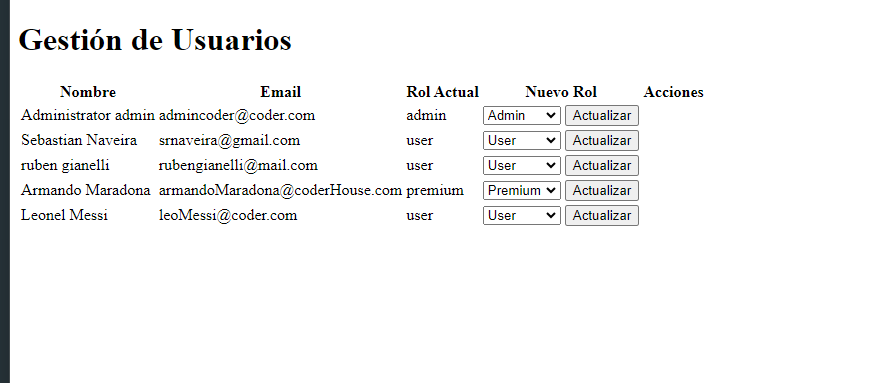 Gestión de Usuarios
Nombre Email Rol Actual Nuevo Rol Acciones
Administrator admin admincoder@coder.com admin Admin Actualizar
Sebastian Naveira srnaveira@gmail.com user User Actualizar
ruben gianelli rubengianelli@mail.com user User Actualizar
Armando Maradona armandoMaradona@coderHouse.com premium Premium Actualizar
Leonel Messi leoMessi@coder.com user User Actualizar